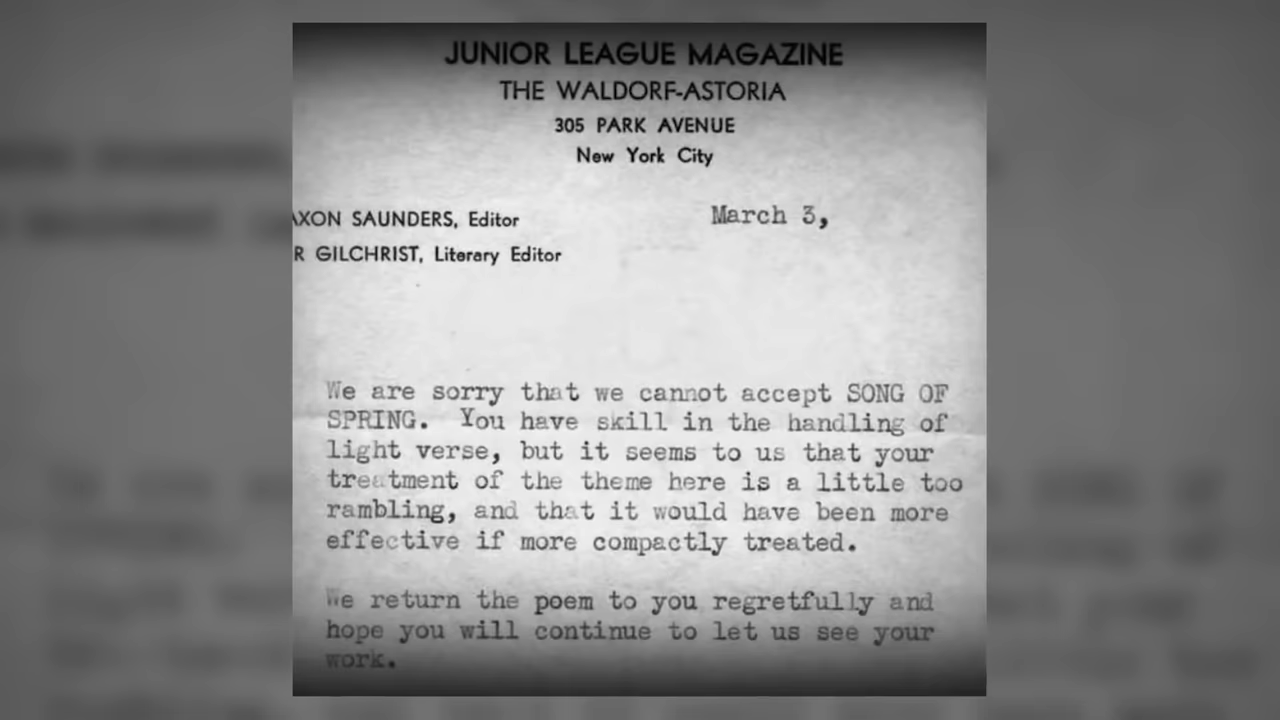 JUNIOR LEAGUE MAGAZINE
THE WALDORF-ASTORIA
305 PARK AVENUE
New York City
March 3,
AXON SAUNDERS, Editor
R GILCHRIST, Literary Editor
We are sorry that we cannot accept SONG OF
SPRING. You have skill in the handling of
light verse, but it seems to us that your
treatment of the theme here is a little too
rambling, and that it would have been more
effective if more compactly treated.
We return the poem to you regretfully and
hope you will continue to let us see your
work.